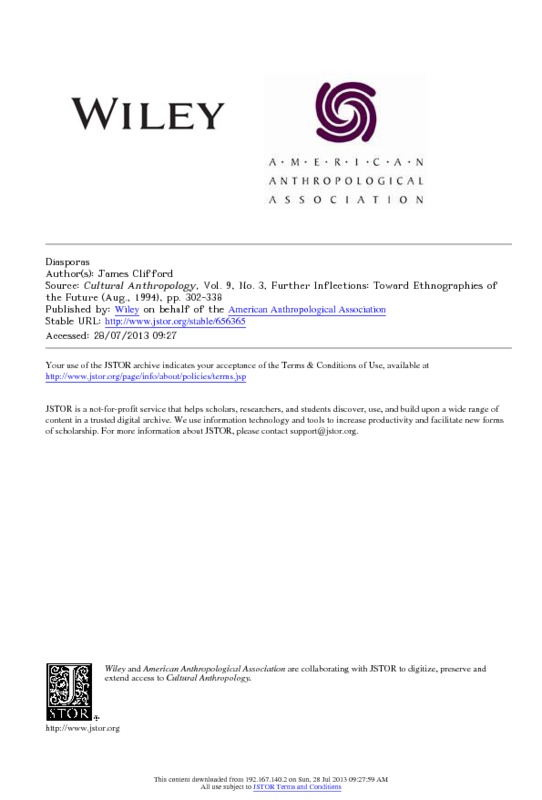 WILEY
A·M·E·R·I·C·A·N
ANTHROPOLOGICAL
ASSOCIATION
Diasporas
Author(s): James Clifford
Source: Cultural Anthropology, Vol. 9, No. 3, Further Inflections: Toward Ethnographies of
the Future (Aug., 1994), pp. 302-338
Published by: Wiley on behalf of the American Anthropological Association
Stable URL: http://www.jstor.org/stable/656365
Accessed: 28/07/2013 09:27
Your use of the JSTOR archive indicates your acceptance of the Terms & Conditions of Use, available at
http://www.jstor.org/page/info/about/policies/terms.jsp
JSTOR is a not-for-profit service that helps scholars, researchers, and students discover, use, and build upon a wide range of
content in a trusted digital archive. We use information technology and tools to increase productivity and facilitate new forms
of scholarship. For more information about JSTOR, please contact support@jstor.org.
Wiley and American Anthropological Association are collaborating with JSTOR to digitize, preserve and
extend access to Cultural Anthropology.
JSTOR
http://www.jstor.org
This content downloaded from 192.167.140.2 on Sun, 28 Jul 2013 09:27:59 AM
All use subject to JSTOR Terms and Conditions